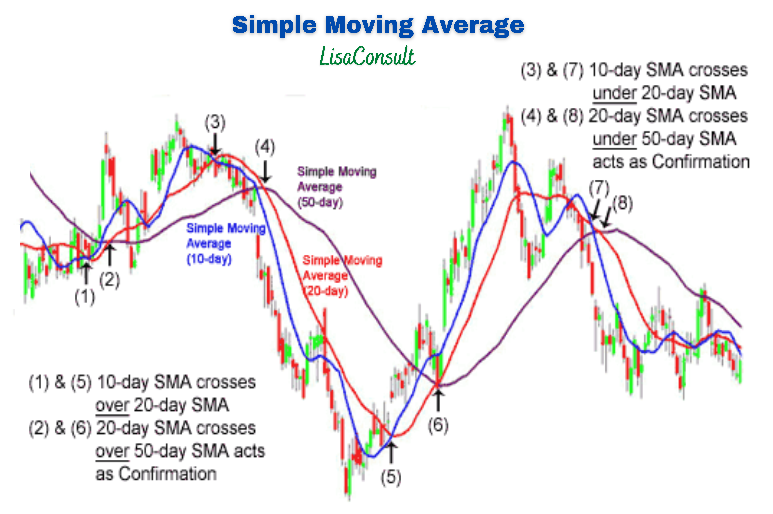 Simple Moving Average
LisaConsult
(3) & (7) 10-day SMA crosses
under 20-day SMA
(4) & (8) 20-day SMA crosses
under 50-day SMA
acts as Confirmation
(3)
(4)
Simple Moving
Average
(50-day)
(7)
(8)
Simple Moving
Average
(10-day)
Simple Moving
Average
(20-day)
(2)
(1)
(1) & (5) 10-day SMA crosses
over 20-day SMA
(2) & (6) 20-day SMA crosses
over 50-day SMA acts
as Confirmation
(6)
(5)